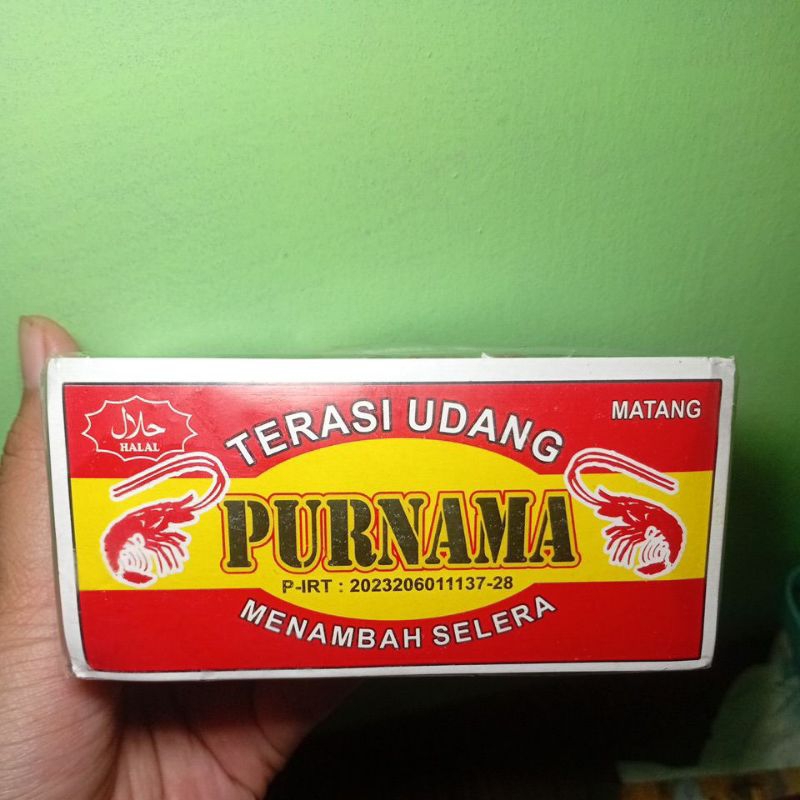 حلال
HALAL
TERASI UDANG
MATANG
PURNAMA
P-IRT : 2023206011137-28
MENAMBAH SELERA